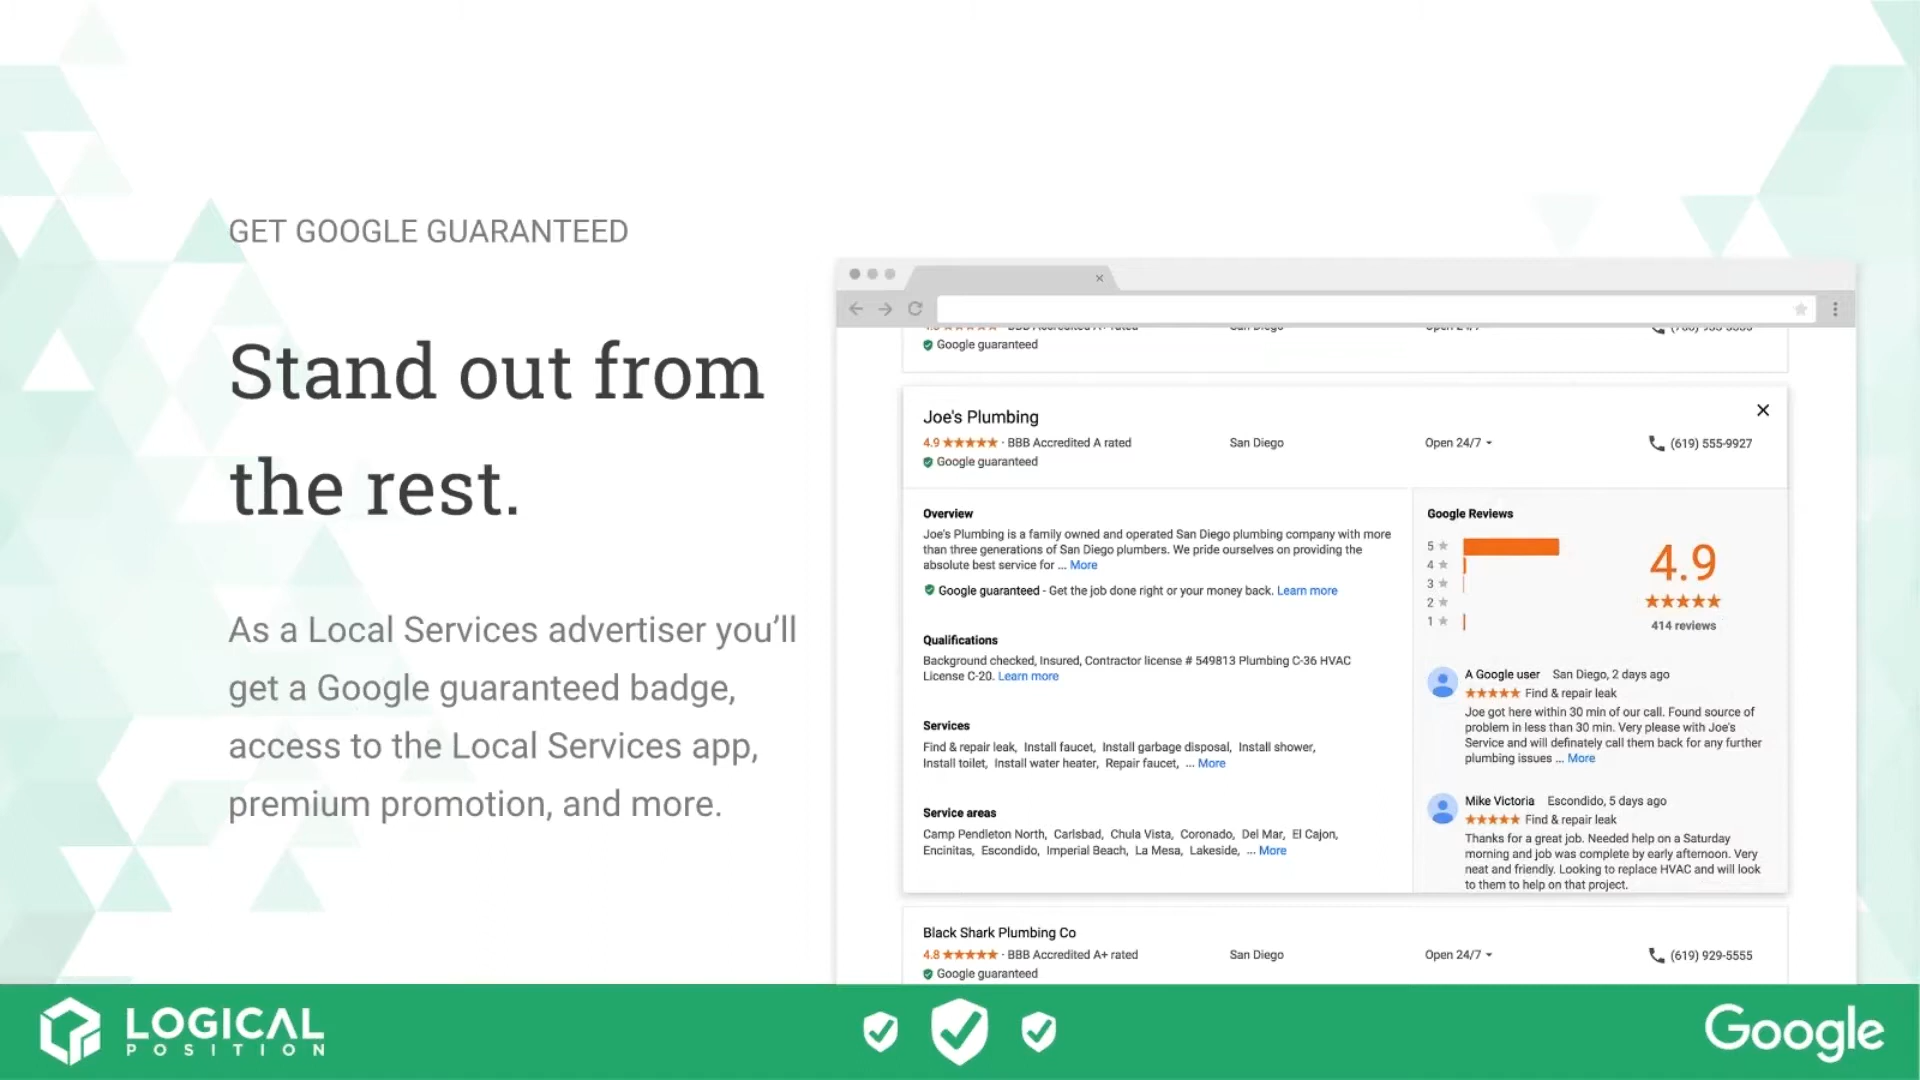 GET GOOGLE GUARANTEED
Stand out from
the rest.
As a Local Services advertiser you’ll
get a Google guaranteed badge,
access to the Local Services app,
premium promotion, and more.
Google guaranteed
Joe's Plumbing
4.9 ★★★★★ · BBB Accredited A rated San Diego Open 24/7 (619) 555-9927
Google guaranteed
Overview
Joe's Plumbing is a family owned and operated San Diego plumbing company with more
than three generations of San Diego plumbers. We pride ourselves on providing the
absolute best service for ... More
Google guaranteed - Get the job done right or your money back. Learn more
Qualifications
Background checked, Insured, Contractor license # 549813 Plumbing C-36 HVAC
License C-20. Learn more
Services
Find & repair leak, Install faucet, Install garbage disposal, Install shower,
Install toilet, Install water heater, Repair faucet, ... More
Service areas
Camp Pendleton North, Carlsbad, Chula Vista, Coronado, Del Mar, El Cajon,
Encinitas, Escondido, Imperial Beach, La Mesa, Lakeside, ... More
Google Reviews
5 ★
4 ★
3 ★
2 ★
1 ★
4.9
★★★★★
414 reviews
A Google user San Diego, 2 days ago
★★★★★ Find & repair leak
Joe got here within 30 min of our call. Found source of
problem in less than 30 min. Very please with Joe's
Service and will definately call them back for any further
plumbing issues ... More
Mike Victoria Escondido, 5 days ago
★★★★★ Find & repair leak
Thanks for a great job. Needed help on a Saturday
morning and job was complete by early afternoon. Very
neat and friendly. Looking to replace HVAC and will look
to them to help on that project.
Black Shark Plumbing Co
4.8 ★★★★★ · BBB Accredited A+ rated San Diego Open 24/7 (619) 929-5555
Google guaranteed
LOGICAL
POSITION
Google